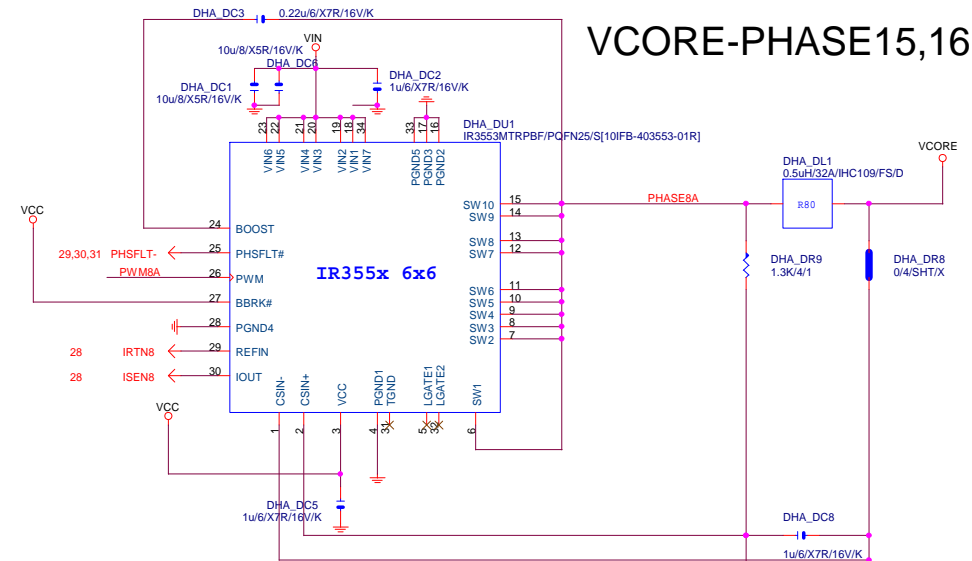 DHA_DC3
0.22u/6/X7R/16V/K
VCORE-PHASE15,16
VIN
10u/8/X5R/16V/K
DHA_DC6
DHA_DC1
10u/8/X5R/16V/K
DHA_DC2
1u/6/X7R/16V/K
DHA_DU1
IR3553MTRPBF/PQFN25/S[10IFB-403553-01R]
23 22 21 20 19 18 34 33 17 16
VIN6 VIN5 VIN4 VIN3 VIN2 VIN1 VIN7 PGND5 PGND3 PGND2
VCORE
DHA_DL1
0.5uH/32A/IHC109/FS/D
R80
PHASE8A
VCC
24 BOOST
29,30,31 PHSFLT- 25 PHSFLT#
PWM8A 26 PWM
27 BBRK#
28 PGND4
28 IRTN8 29 REFIN
28 ISEN8 30 IOUT
IR355x 6x6
SW10 15
SW9 14
SW8 13
SW7 12
SW6 11
SW5 10
SW4 9
SW3 8
SW2 7
DHA_DR9
1.3K/4/1
DHA_DR8
0/4/SHT/X
VCC
CSIN- CSIN+ VCC PGND1 TGND LGATE1 LGATE2 SW1
1 2 3 4 31 5 32 6
DHA_DC5
1u/6/X7R/16V/K
DHA_DC8
1u/6/X7R/16V/K